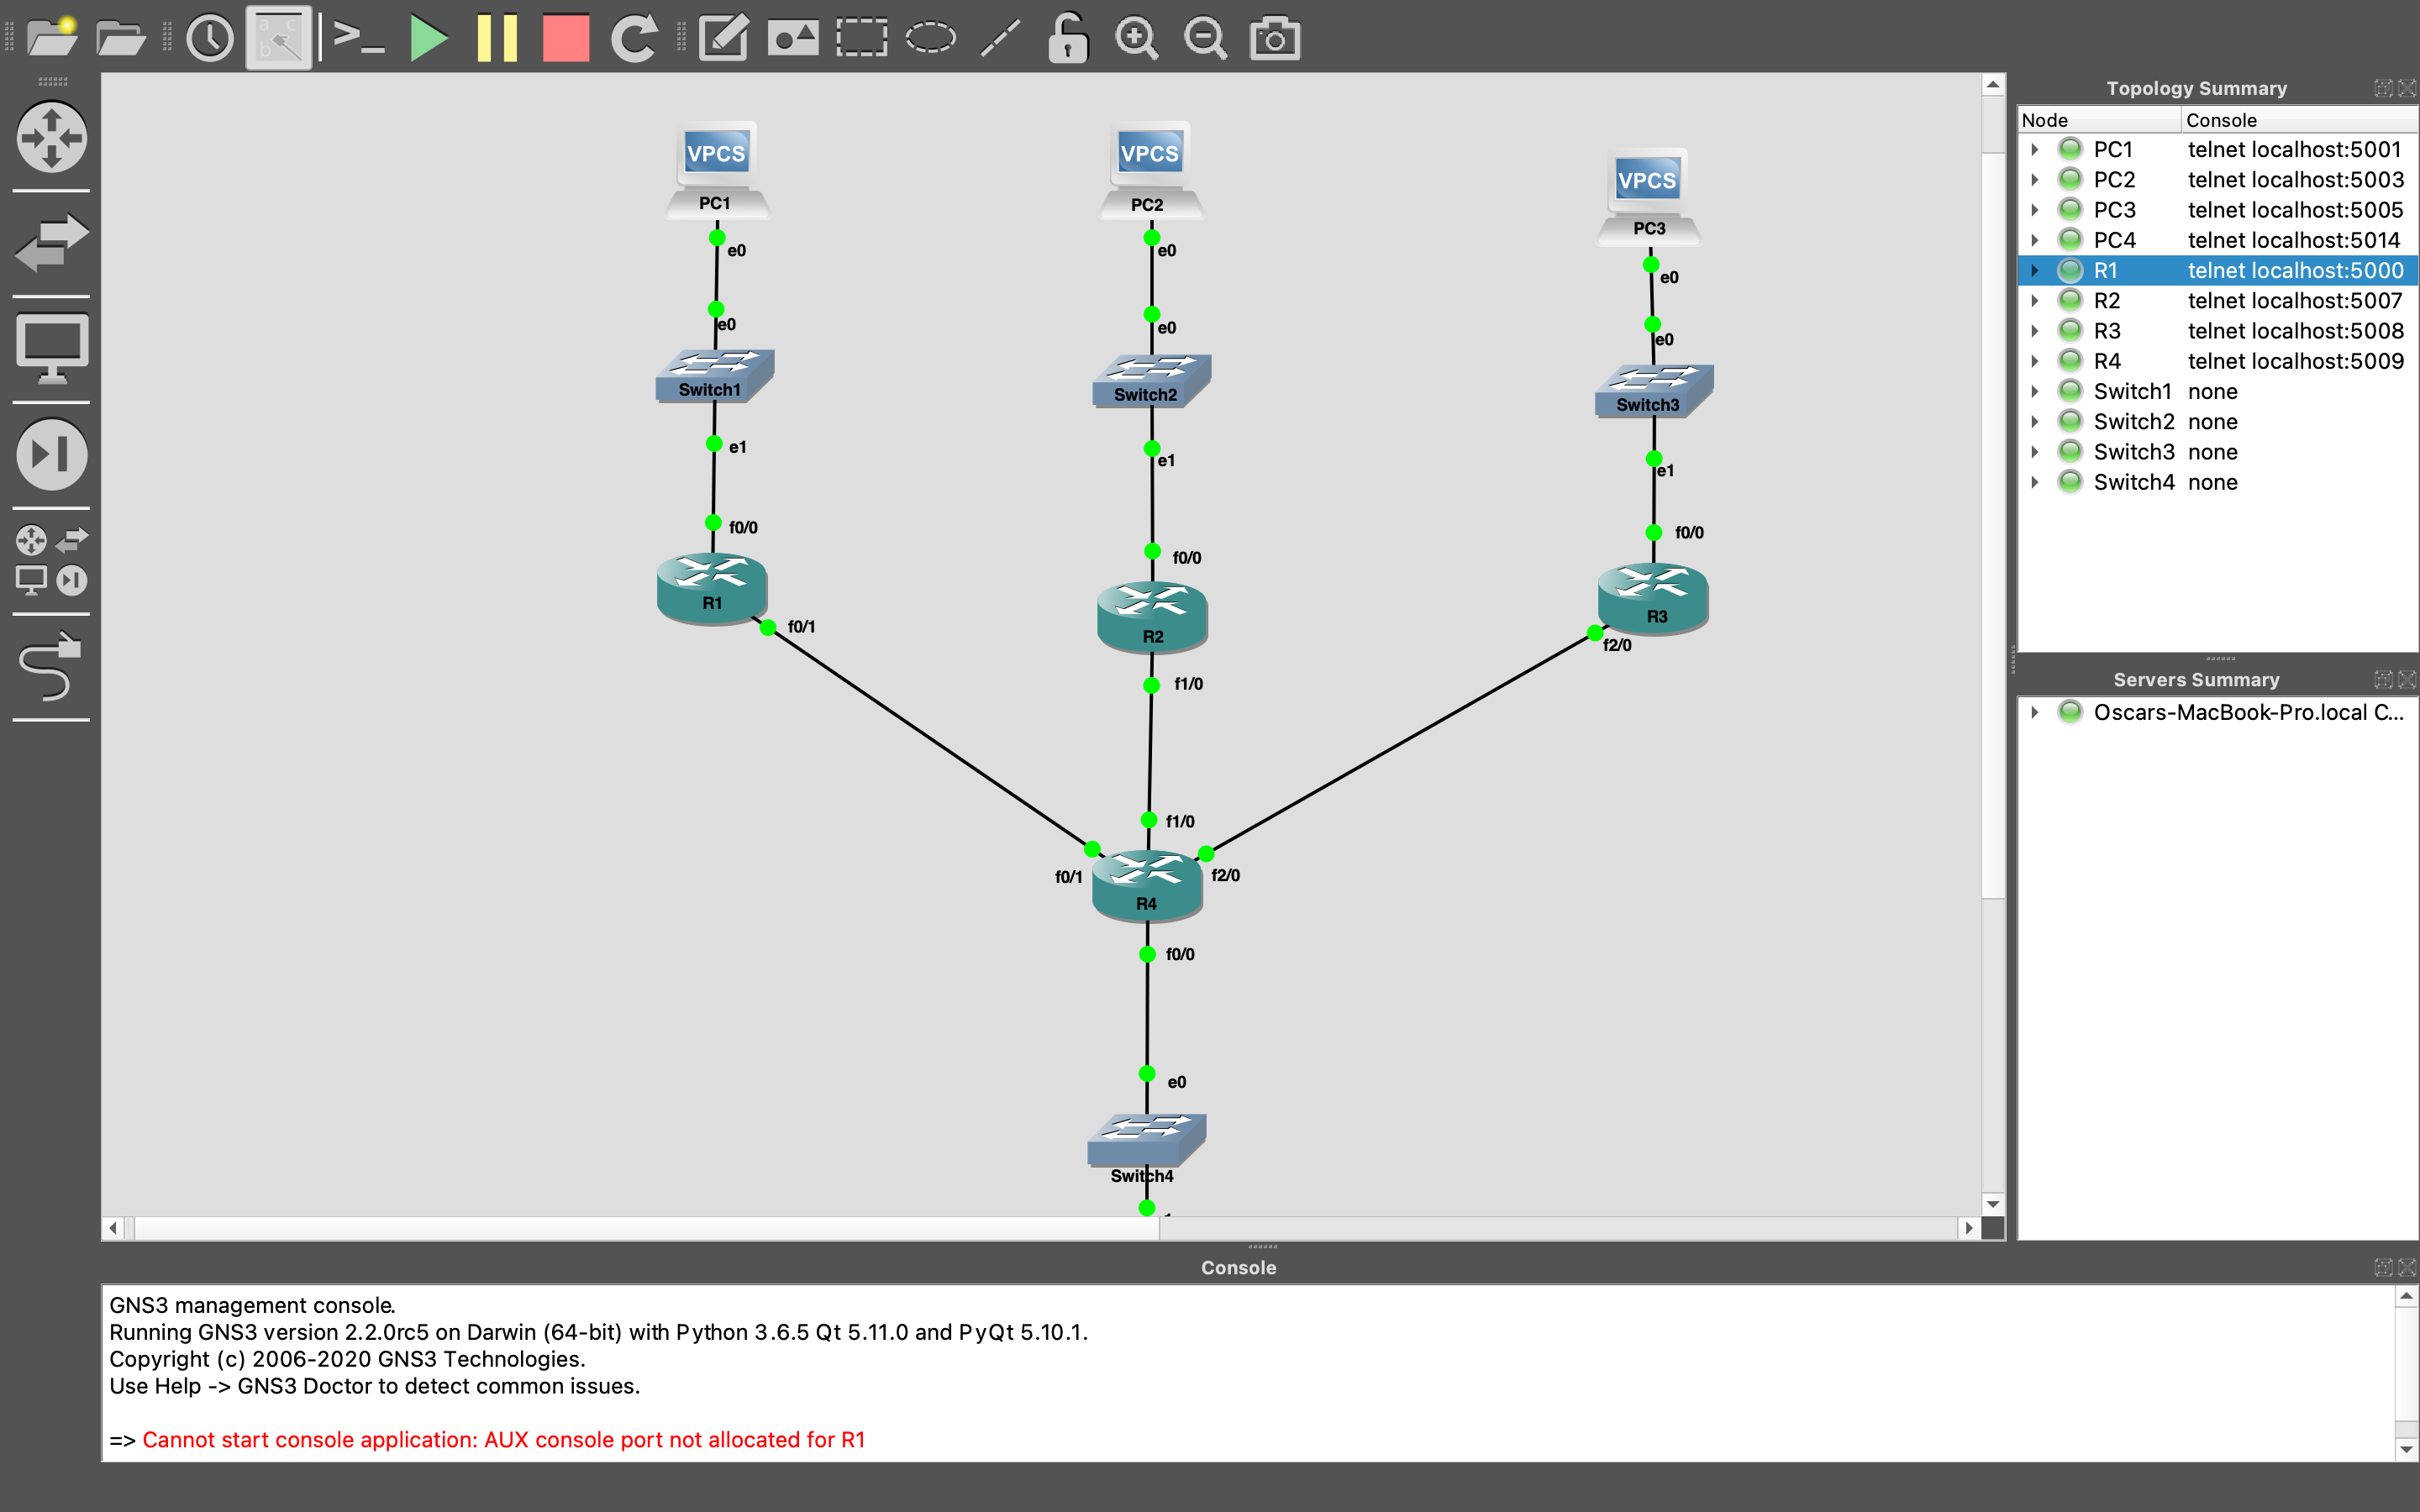 Topology Summary
Node Console
PC1 telnet localhost:5001
PC2 telnet localhost:5003
PC3 telnet localhost:5005
PC4 telnet localhost:5014
R1 telnet localhost:5000
R2 telnet localhost:5007
R3 telnet localhost:5008
R4 telnet localhost:5009
Switch1 none
Switch2 none
Switch3 none
Switch4 none
Servers Summary
Oscars-MacBook-Pro.local C...
VPCS
PC1
e0
e0
Switch1
e1
f0/0
R1
f0/1
VPCS
PC2
e0
e0
Switch2
e1
f0/0
R2
f1/0
VPCS
PC3
e0
e0
Switch3
e1
f0/0
R3
f2/0
f1/0
f0/1
f2/0
R4
f0/0
e0
Switch4
Console
GNS3 management console.
Running GNS3 version 2.2.0rc5 on Darwin (64-bit) with Python 3.6.5 Qt 5.11.0 and PyQt 5.10.1.
Copyright (c) 2006-2020 GNS3 Technologies.
Use Help -> GNS3 Doctor to detect common issues.
=> Cannot start console application: AUX console port not allocated for R1